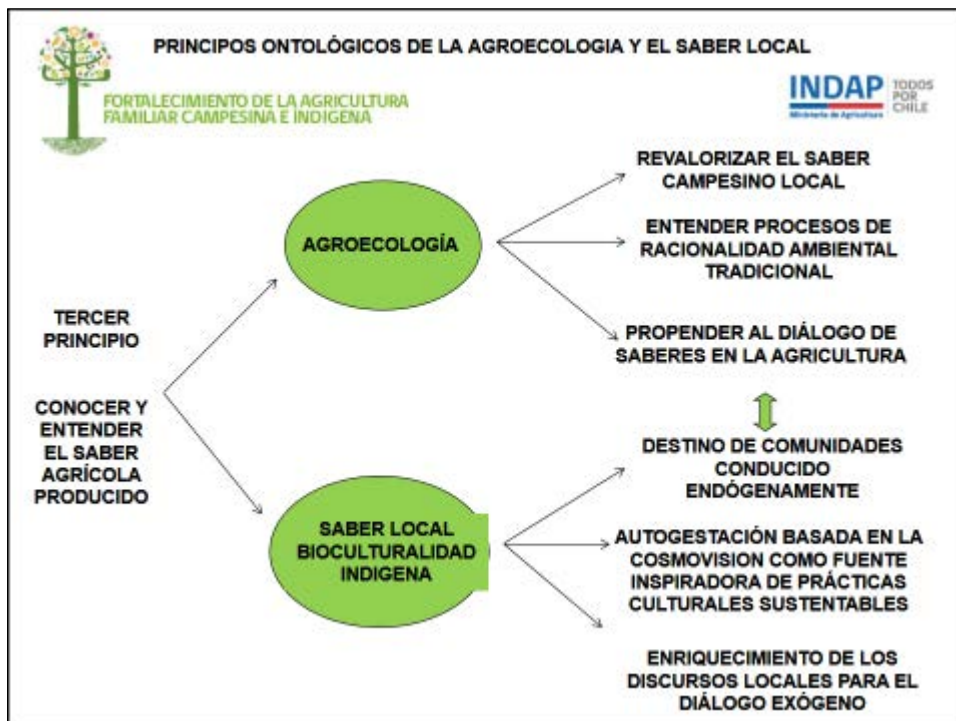 PRINCIPOS ONTOLÓGICOS DE LA AGROECOLOGIA Y EL SABER LOCAL
FORTALECIMIENTO DE LA AGRICULTURA
FAMILIAR CAMPESINA E INDIGENA
INDAP
Ministerio de Agricultura
TODOS
POR
CHILE
TERCER
PRINCIPIO
CONOCER Y
ENTENDER
EL SABER
AGRÍCOLA
PRODUCIDO
AGROECOLOGÍA
REVALORIZAR EL SABER
CAMPESINO LOCAL
ENTENDER PROCESOS DE
RACIONALIDAD AMBIENTAL
TRADICIONAL
PROPENDER AL DIÁLOGO DE
SABERES EN LA AGRICULTURA
SABER LOCAL
BIOCULTURALIDAD
INDIGENA
DESTINO DE COMUNIDADES
CONDUCIDO
ENDÓGENAMENTE
AUTOGESTACIÓN BASADA EN LA
COSMOVISION COMO FUENTE
INSPIRADORA DE PRÁCTICAS
CULTURALES SUSTENTABLES
ENRIQUECIMIENTO DE LOS
DISCURSOS LOCALES PARA EL
DIÁLOGO EXÓGENO